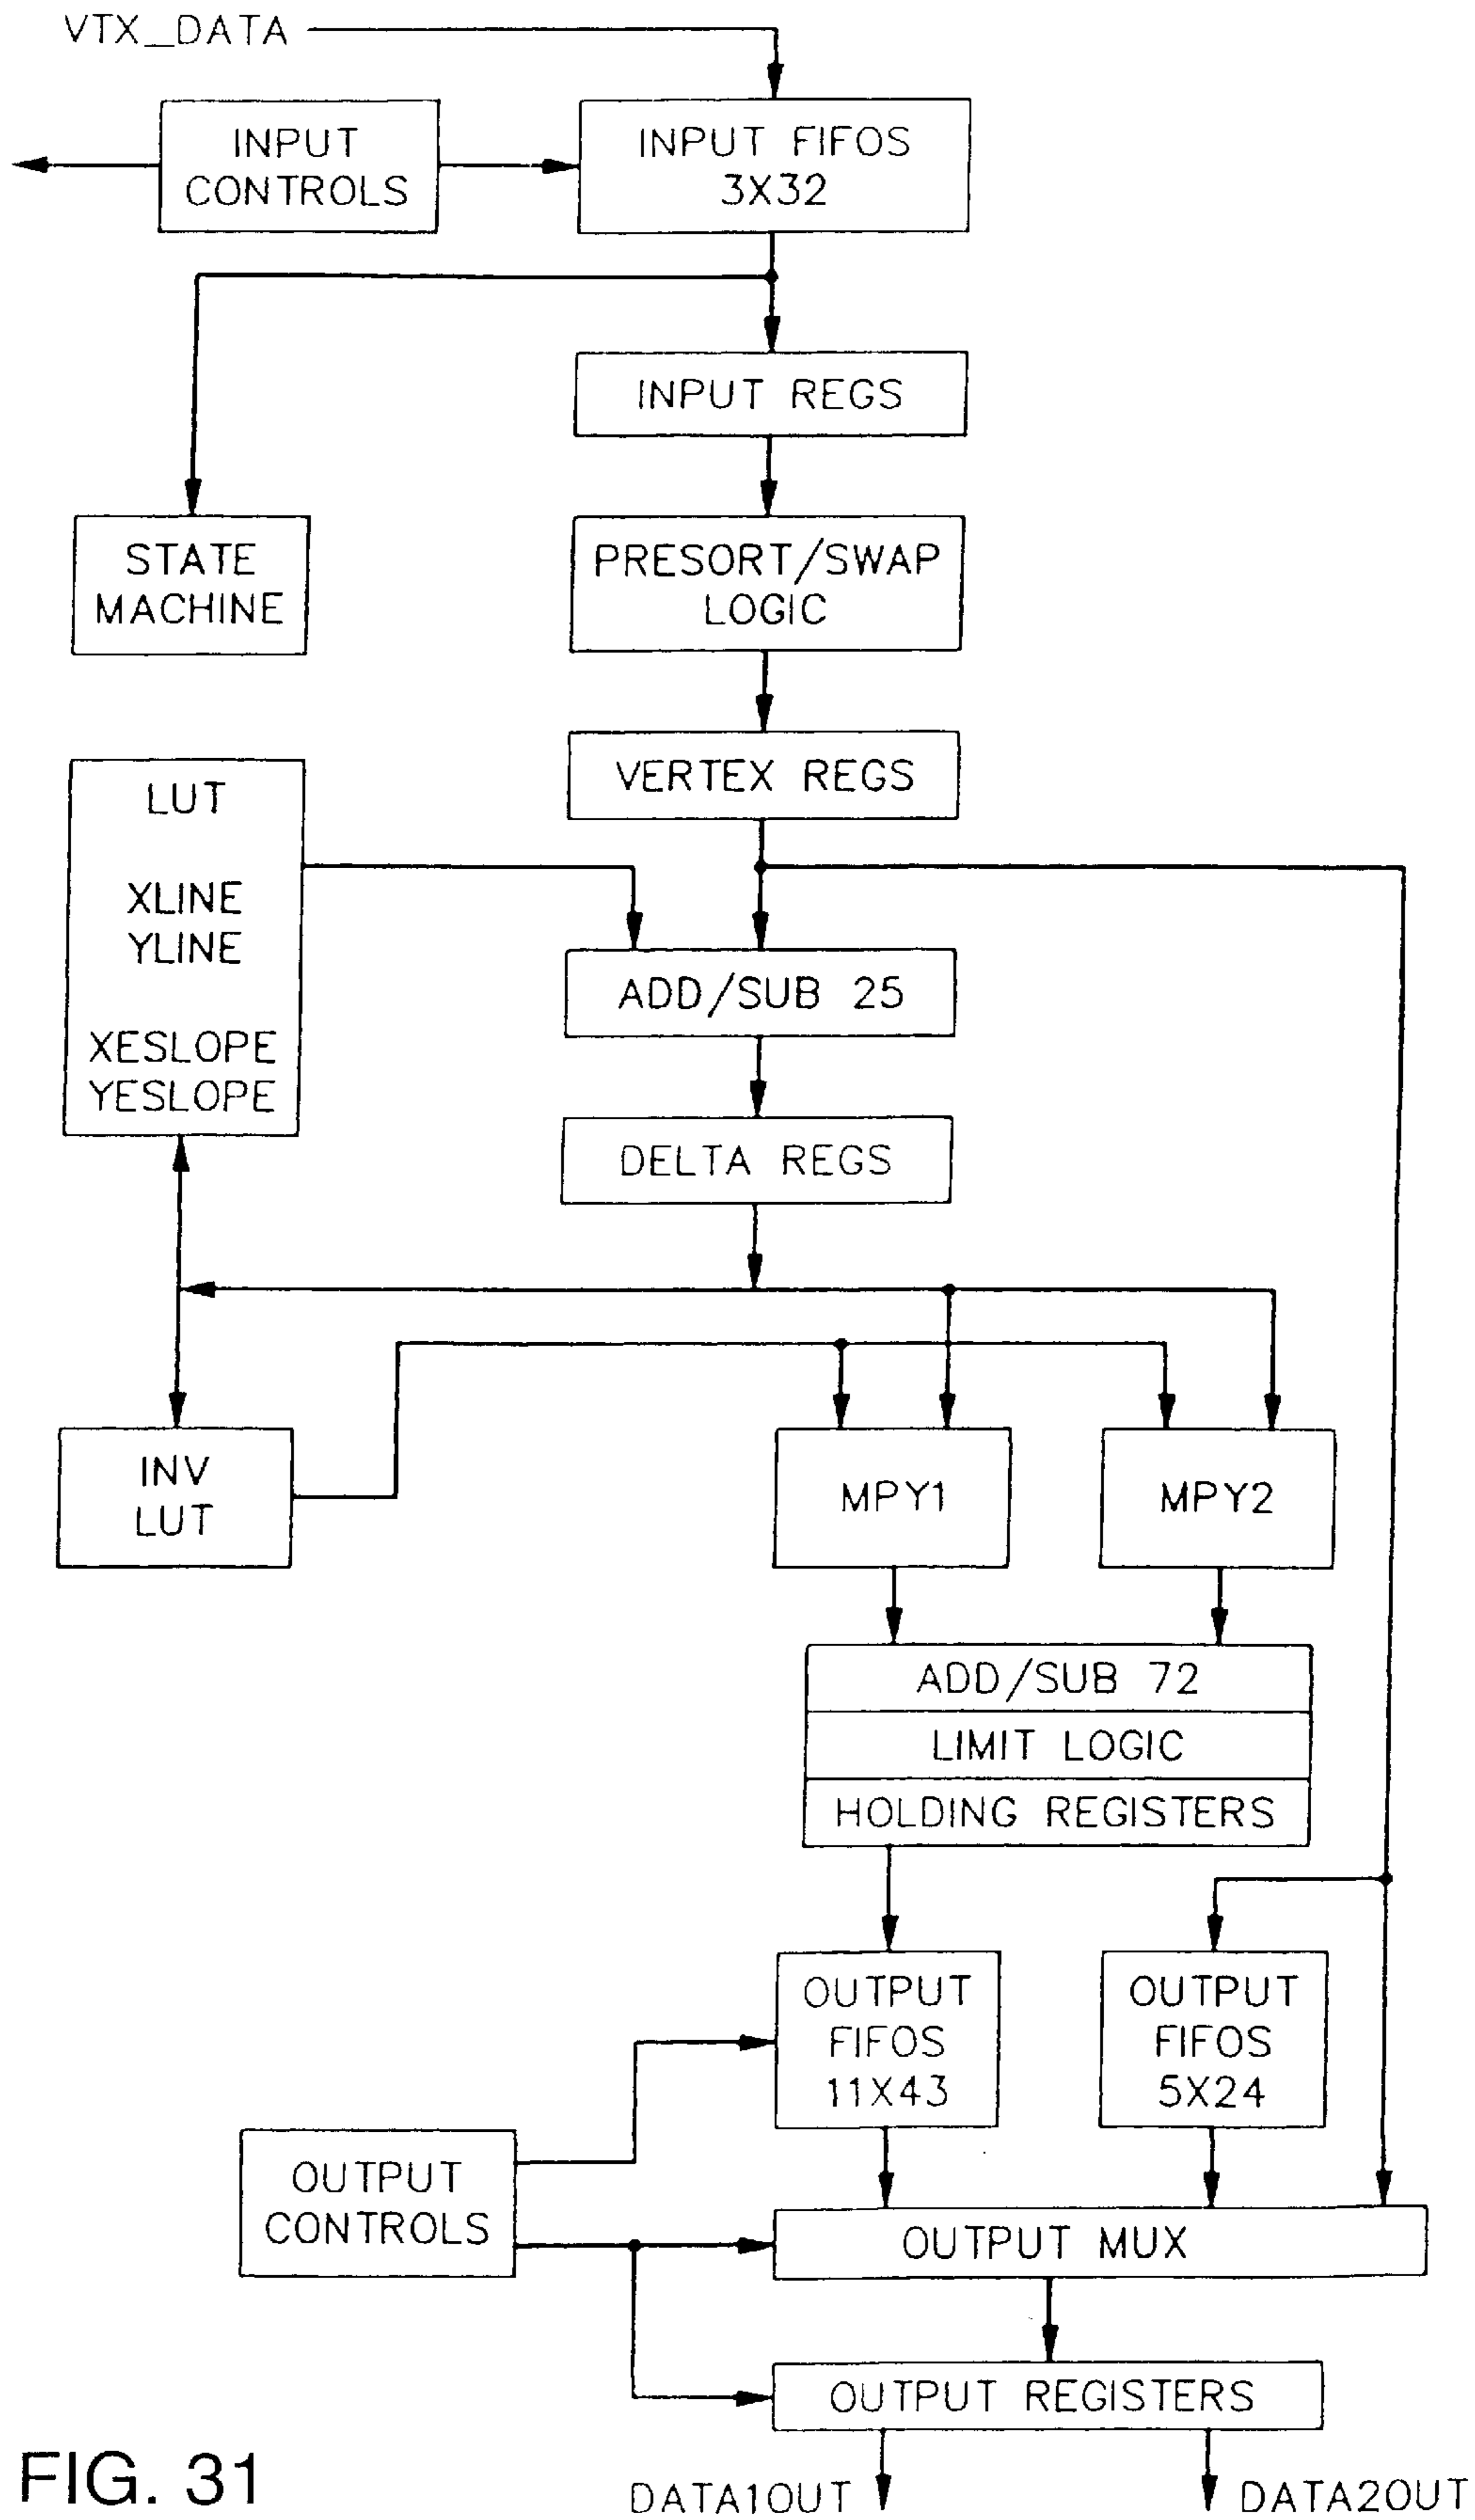 VTX_DATA
INPUT
CONTROLS
INPUT FIFOS
3X32
INPUT REGS
STATE
MACHINE
PRESORT/SWAP
LOGIC
VERTEX REGS
LUT
XLINE
YLINE
XESLOPE
YESLOPE
ADD/SUB 25
DELTA REGS
INV
LUT
MPY1
MPY2
ADD/SUB 72
LIMIT LOGIC
HOLDING REGISTERS
OUTPUT
FIFOS
11X43
OUTPUT
FIFOS
5X24
OUTPUT
CONTROLS
OUTPUT MUX
OUTPUT REGISTERS
FIG. 31
DATA1OUT
DATA2OUT